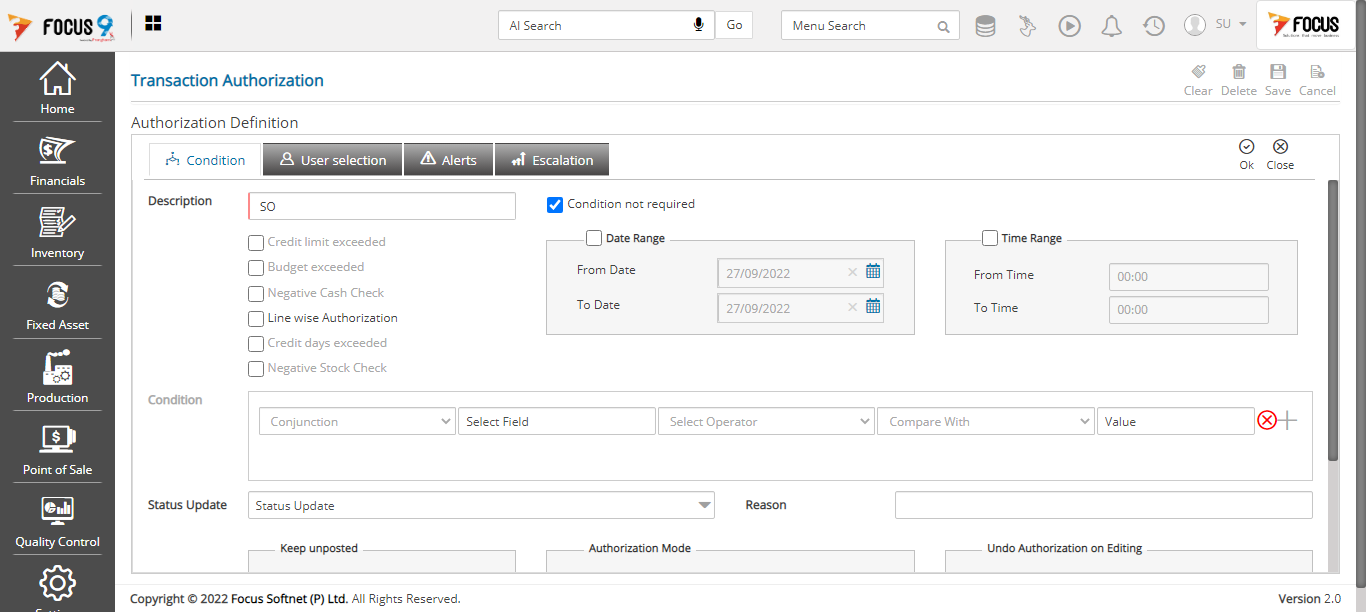 FOCUS 9
AI Search
Go
Menu Search
SU
FOCUS
Transaction Authorization
Clear Delete Save Cancel
Authorization Definition
Condition User selection Alerts Escalation
Ok Close
Home
Financials
Inventory
Fixed Asset
Production
Point of Sale
Quality Control
Description
SO
Condition not required
Credit limit exceeded
Budget exceeded
Negative Cash Check
Line wise Authorization
Credit days exceeded
Negative Stock Check
Date Range
From Date 27/09/2022
To Date 27/09/2022
Time Range
From Time 00:00
To Time 00:00
Condition
Conjunction Select Field Select Operator Compare With Value
Status Update Status Update Reason
Keep unposted Authorization Mode Undo Authorization on Editing
Copyright © 2022 Focus Softnet (P) Ltd. All Rights Reserved.
Version 2.0